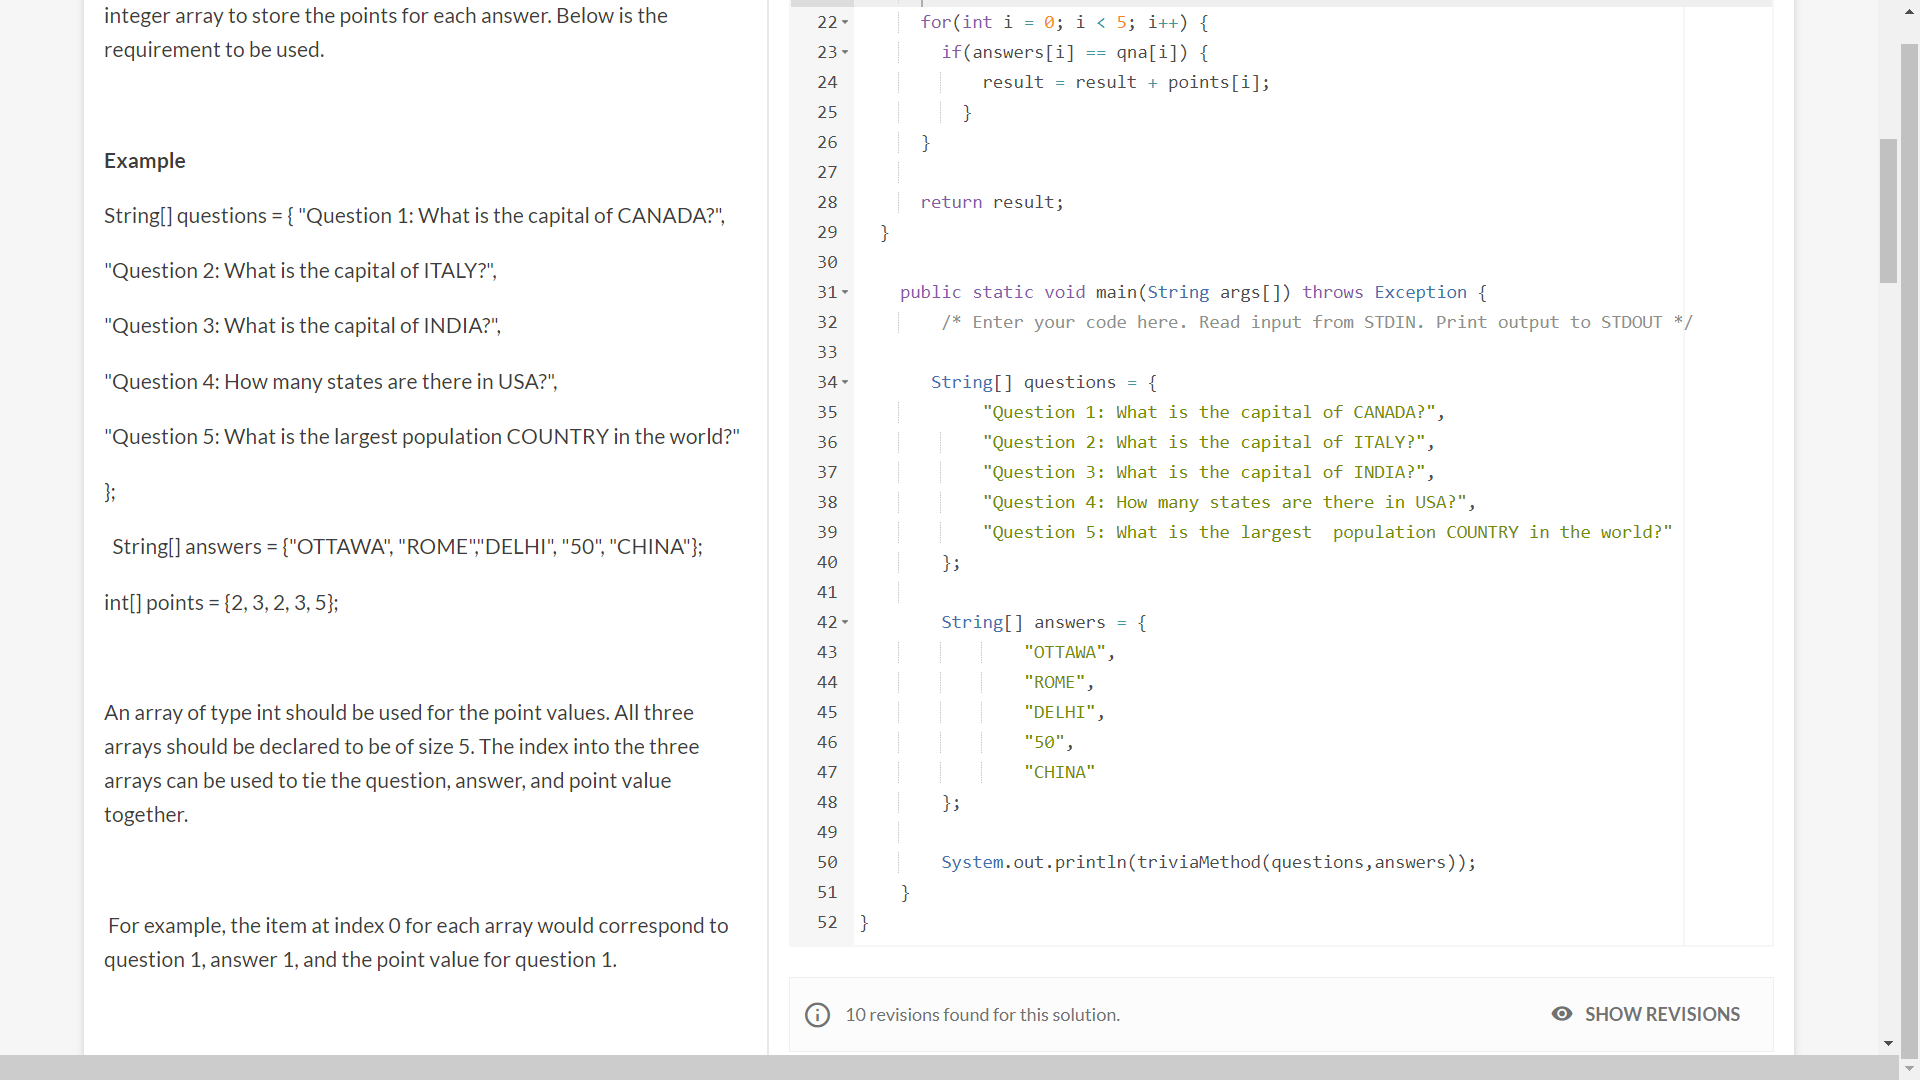 integer array to store the points for each answer. Below is the
requirement to be used.
Example
String[] questions = { "Question 1: What is the capital of CANADA?",
"Question 2: What is the capital of ITALY?",
"Question 3: What is the capital of INDIA?",
"Question 4: How many states are there in USA?",
"Question 5: What is the largest population COUNTRY in the world?"
};
String[] answers = {"OTTAWA", "ROME","DELHI", "50", "CHINA"};
int[] points = {2, 3, 2, 3, 5};
An array of type int should be used for the point values. All three
arrays should be declared to be of size 5. The index into the three
arrays can be used to tie the question, answer, and point value
together.
For example, the item at index 0 for each array would correspond to
question 1, answer 1, and the point value for question 1.
22 for(int i = 0; i < 5; i++) {
23 if(answers[i] == qna[i]) {
24 result = result + points[i];
25 }
26 }
27
28 return result;
29 }
30
31 public static void main(String args[]) throws Exception {
32 /* Enter your code here. Read input from STDIN. Print output to STDOUT */
33
34 String[] questions = {
35 "Question 1: What is the capital of CANADA?",
36 "Question 2: What is the capital of ITALY?",
37 "Question 3: What is the capital of INDIA?",
38 "Question 4: How many states are there in USA?",
39 "Question 5: What is the largest  population COUNTRY in the world?"
40 };
41
42 String[] answers = {
43 "OTTAWA",
44 "ROME",
45 "DELHI",
46 "50",
47 "CHINA"
48 };
49
50 System.out.println(triviaMethod(questions,answers));
51 }
52 }
10 revisions found for this solution.
SHOW REVISIONS